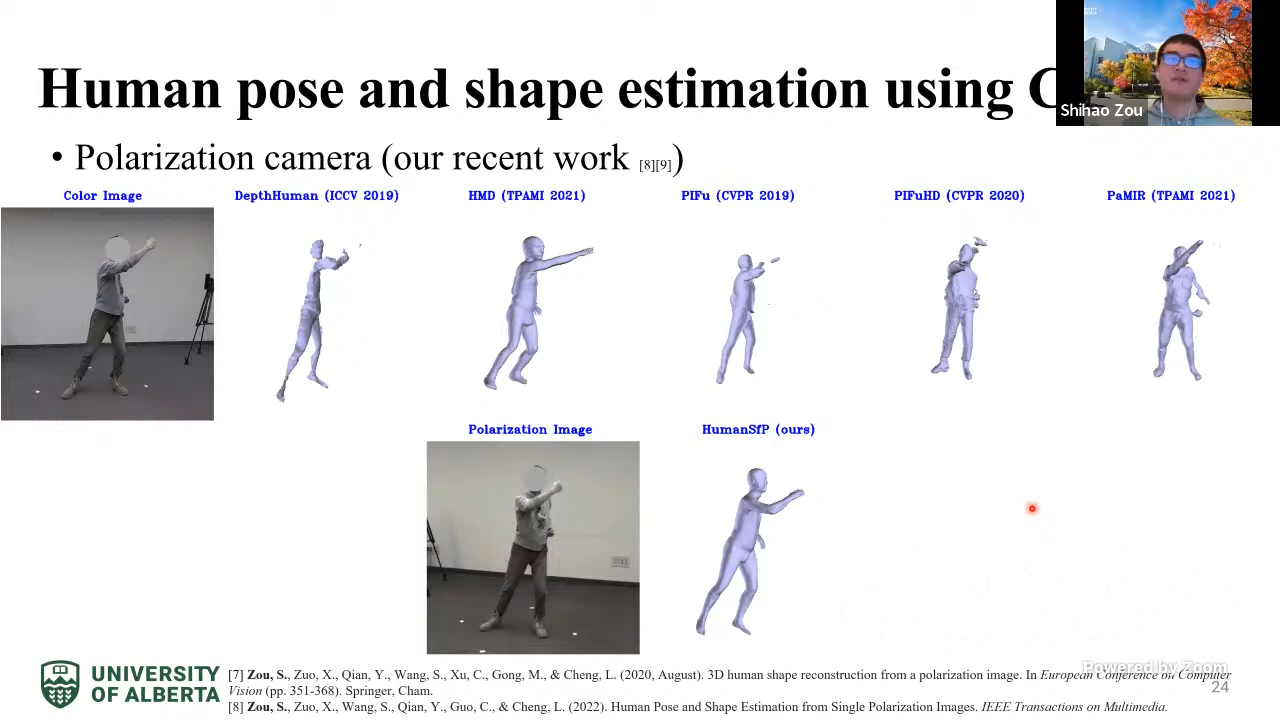 Human pose and shape estimation using
Shihao Zou
• Polarization camera (our recent work [8][9])
Color Image
DepthHuman (ICCV 2019)
HMD (TPAMI 2021)
PIFu (CVPR 2019)
PIFuHD (CVPR 2020)
PaMIR (TPAMI 2021)
Polarization Image
HumanSfP (ours)
UNIVERSITY
OF ALBERTA
[7] Zou, S., Zuo, X., Qian, Y., Wang, S., Xu, C., Gong, M., & Cheng, L. (2020, August). 3D human shape reconstruction from a polarization image. In European Conference on Computer
Vision (pp. 351-368). Springer, Cham.
[8] Zou, S., Zuo, X., Wang, S., Qian, Y., Guo, C., & Cheng, L. (2022). Human Pose and Shape Estimation from Single Polarization Images. IEEE Transactions on Multimedia.
Powered by Zoom
24